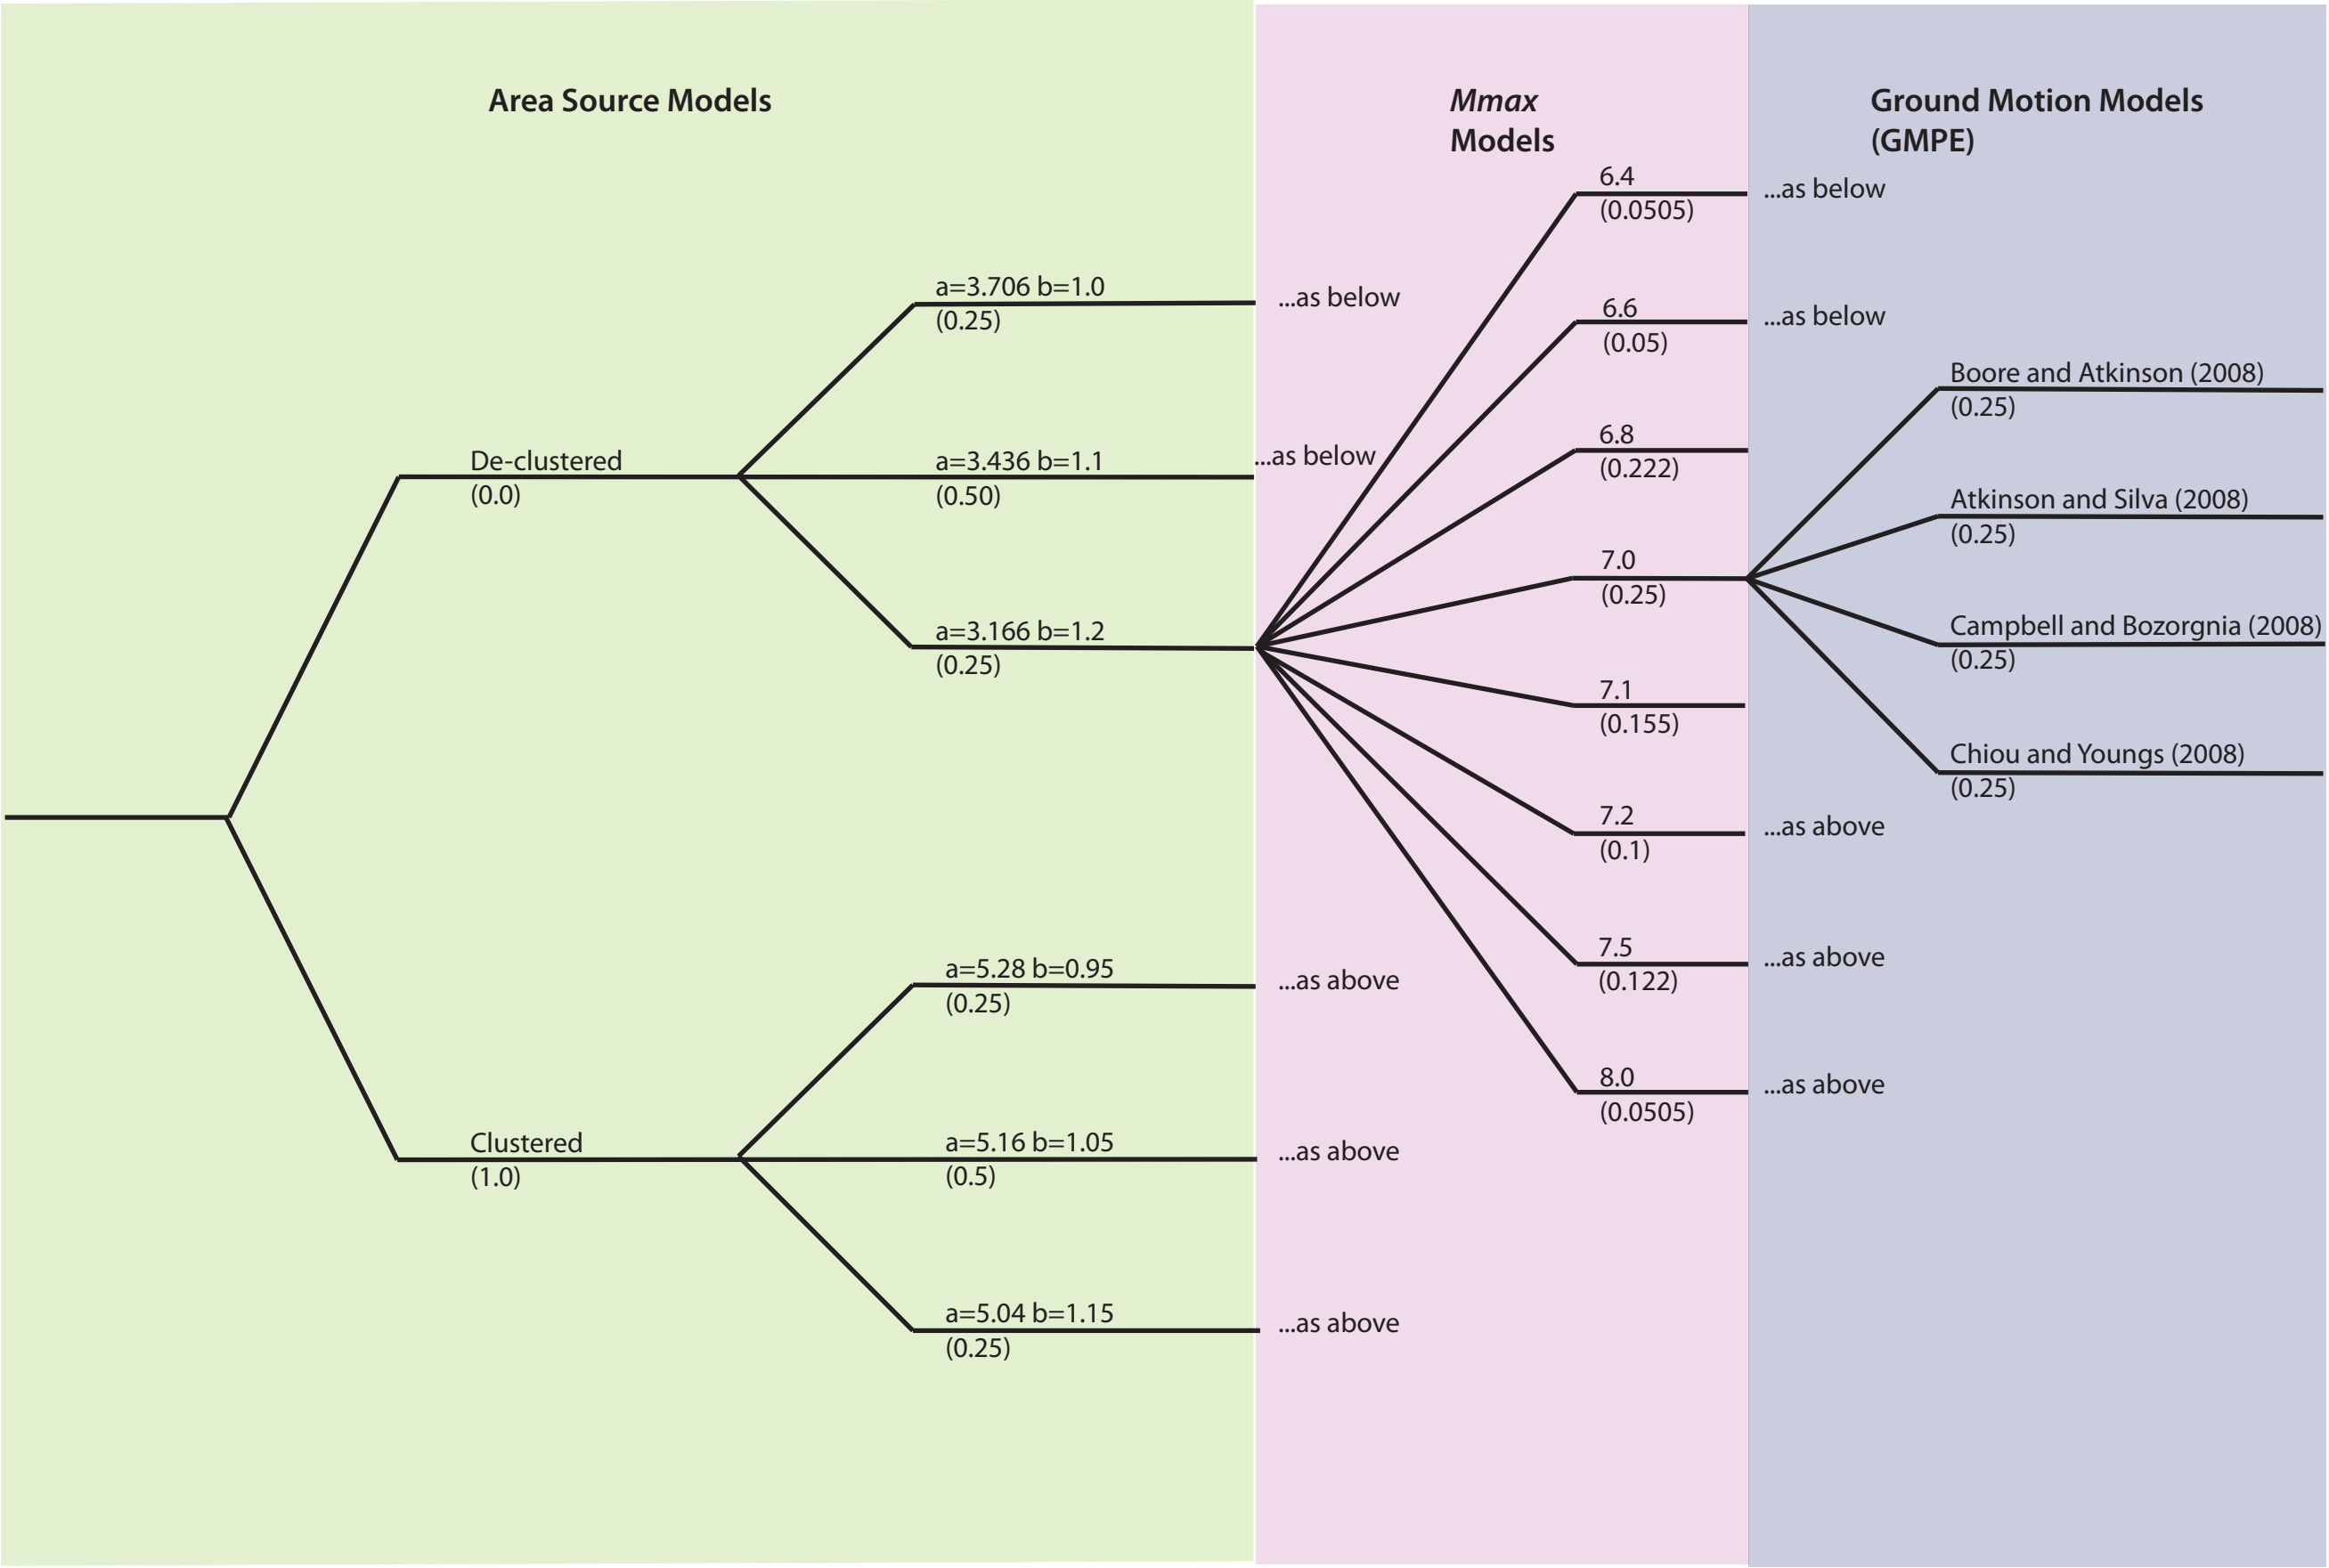 Area Source Models
Mmax
Models
Ground Motion Models
(GMPE)
De-clustered
(0.0)
a=3.706 b=1.0
(0.25)
...as below
a=3.436 b=1.1
(0.50)
...as below
a=3.166 b=1.2
(0.25)
Clustered
(1.0)
a=5.28 b=0.95
(0.25)
...as above
a=5.16 b=1.05
(0.5)
...as above
a=5.04 b=1.15
(0.25)
...as above
6.4
(0.0505)
...as below
6.6
(0.05)
...as below
6.8
(0.222)
7.0
(0.25)
7.1
(0.155)
7.2
(0.1)
...as above
7.5
(0.122)
...as above
8.0
(0.0505)
...as above
Boore and Atkinson (2008)
(0.25)
Atkinson and Silva (2008)
(0.25)
Campbell and Bozorgnia (2008)
(0.25)
Chiou and Youngs (2008)
(0.25)